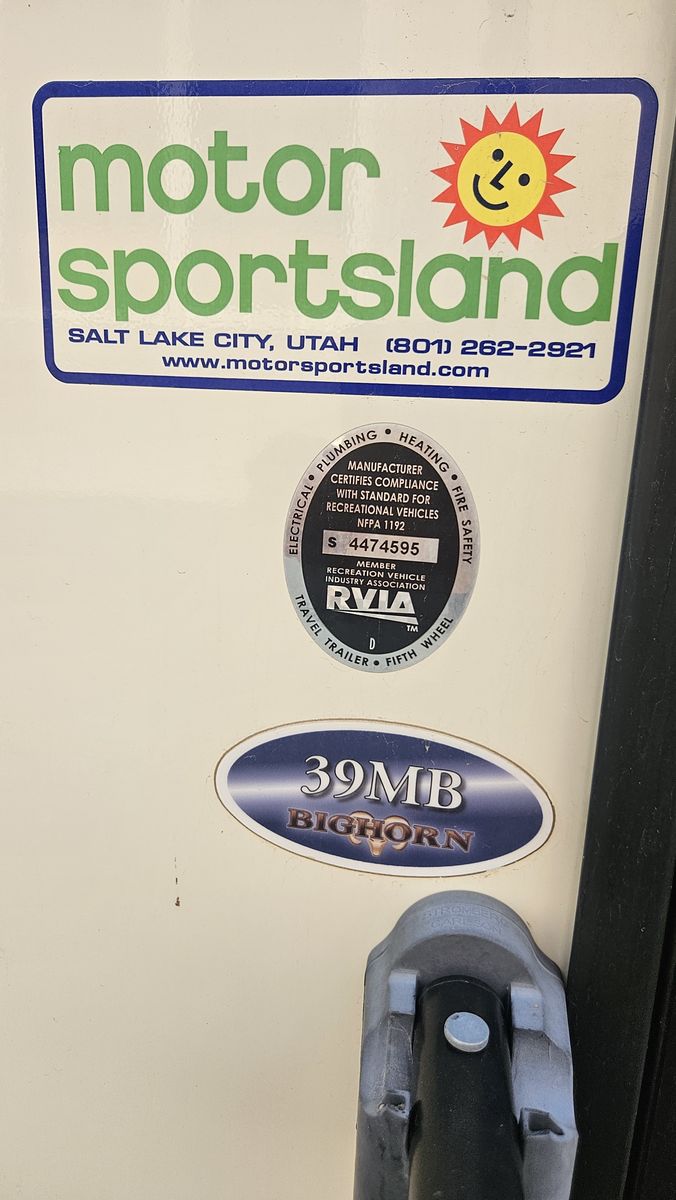 motor
sportsland
SALT LAKE CITY, UTAH (801) 262-2921
www.motorsportsland.com
ELECTRICAL • PLUMBING • HEATING • FIRE SAFETY
MANUFACTURER
CERTIFIES COMPLIANCE
WITH STANDARD FOR
RECREATIONAL VEHICLES
NFPA 1192
S 4474595
MEMBER
RECREATION VEHICLE
INDUSTRY ASSOCIATION
RVIA
TM
D
TRAVEL TRAILER • FIFTH WHEEL
39MB
BIGHORN
STROMBERG
CARLSON